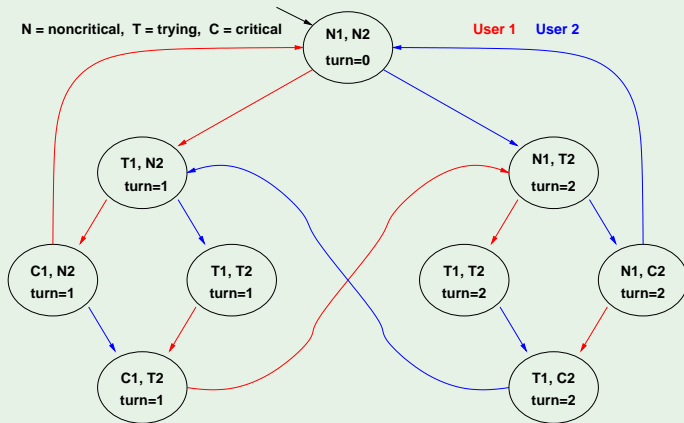 N = noncritical, T = trying, C = critical
User 1 User 2
N1, N2
turn=0
T1, N2
turn=1
N1, T2
turn=2
C1, N2
turn=1
T1, T2
turn=1
T1, T2
turn=2
N1, C2
turn=2
C1, T2
turn=1
T1, C2
turn=2